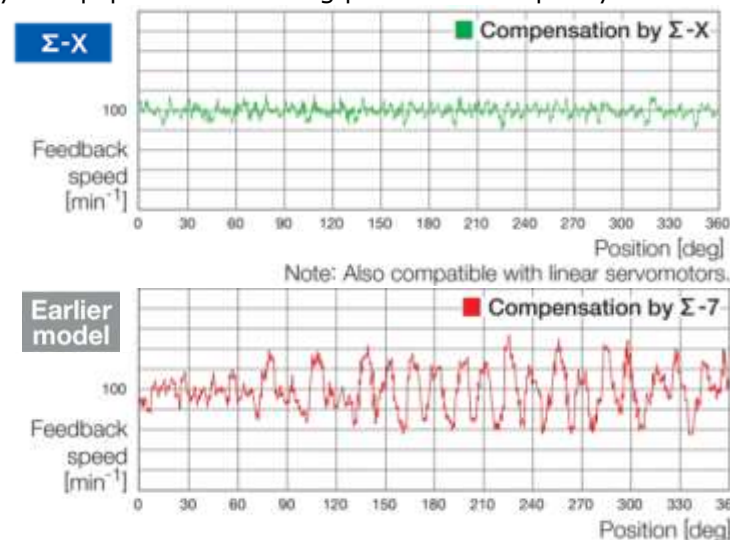 Σ-X
Compensation by Σ-X
100
Feedback
speed
[min⁻¹]
0 30 60 90 120 150 180 210 240 270 300 330 360
Position [deg]
Note: Also compatible with linear servomotors.
Earlier
model
Compensation by Σ-7
100
Feedback
speed
[min⁻¹]
0 30 60 90 120 150 180 210 240 270 300 330
Position [deg]